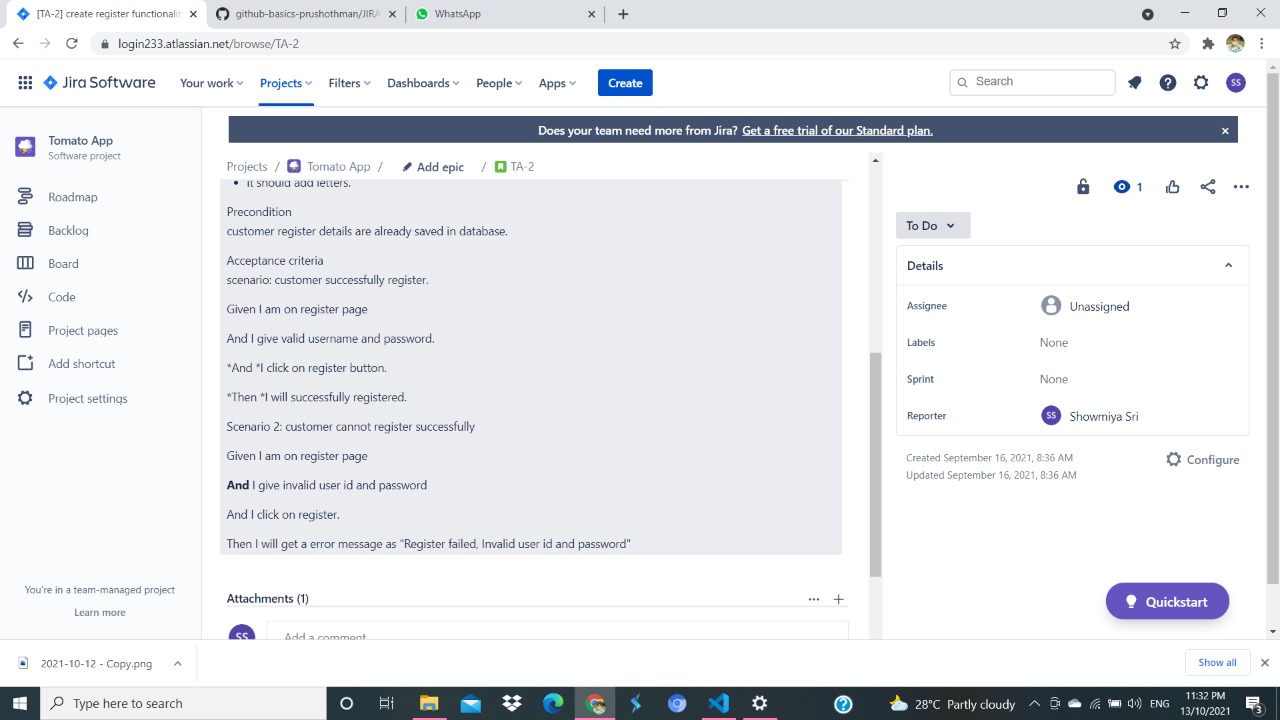 [TA-2] create register functionalit
github-basics-prushothman/JIRA
WhatsApp
login233.atlassian.net/browse/TA-2
Jira Software
Your work
Projects
Filters
Dashboards
People
Apps
Create
Search
SS
Does your team need more from Jira? Get a free trial of our Standard plan.
Tomato App
Software project
Roadmap
Backlog
Board
Code
Project pages
Add shortcut
Project settings
You're in a team-managed project
Learn more
Projects / Tomato App / Add epic / TA-2
It should add letters.
Precondition
customer register details are already saved in database.
Acceptance criteria
scenario: customer successfully register.
Given I am on register page
And I give valid username and password.
*And *I click on register button.
*Then *I will successfully registered.
Scenario 2: customer cannot register successfully
Given I am on register page
And I give invalid user id and password
And I click on register.
Then I will get a error message as "Register failed, Invalid user id and password"
Attachments (1)
SS
Add a comment
1
To Do
Details
Assignee
Unassigned
Labels
None
Sprint
None
Reporter
SS Showmiya Sri
Created September 16, 2021, 8:36 AM
Updated September 16, 2021, 8:36 AM
Configure
Quickstart
2021-10-12 - Copy.png
Show all
Type here to search
28°C Partly cloudy
ENG
11:32 PM
13/10/2021
3